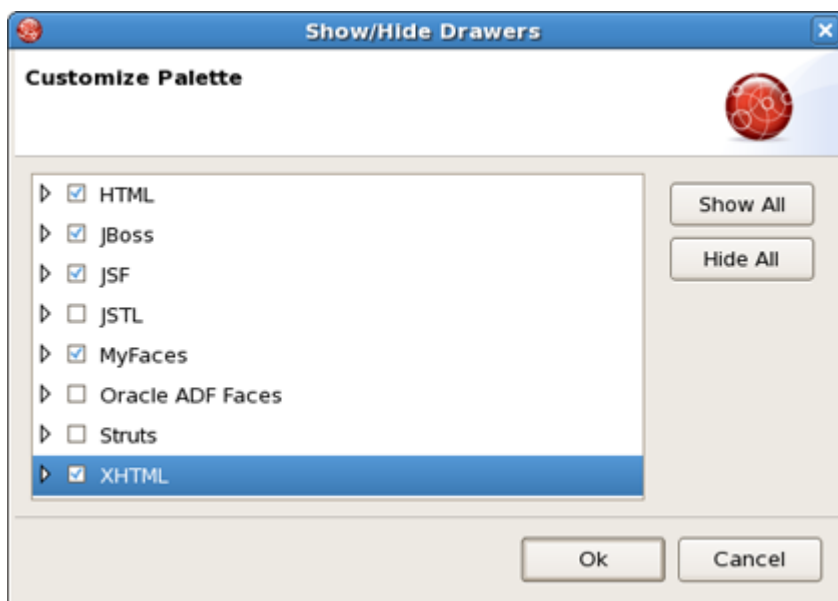 Show/Hide Drawers
Customize Palette
HTML
JBoss
JSF
JSTL
MyFaces
Oracle ADF Faces
Struts
XHTML
Show All
Hide All
Ok
Cancel